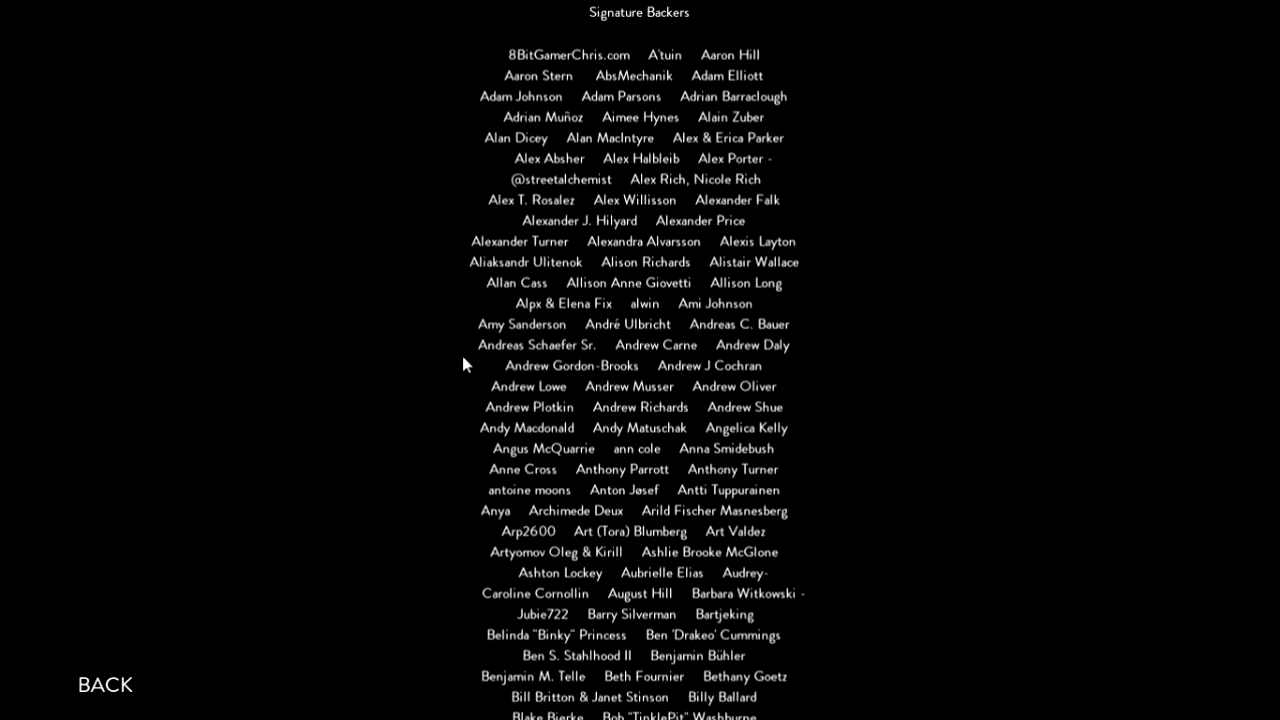 Signature Backers
8BitGamerChris.com A'tuin Aaron Hill
Aaron Stern AbsMechanik Adam Elliott
Adam Johnson Adam Parsons Adrian Barraclough
Adrian Muñoz Aimee Hynes Alain Zuber
Alan Dicey Alan MacIntyre Alex & Erica Parker
Alex Absher Alex Halbleib Alex Porter -
@streetalchemist Alex Rich, Nicole Rich
Alex T. Rosalez Alex Willisson Alexander Falk
Alexander J. Hilyard Alexander Price
Alexander Turner Alexandra Alvarsson Alexis Layton
Aliaksandr Ulitenok Alison Richards Alistair Wallace
Allan Cass Allison Anne Giovetti Allison Long
Alpx & Elena Fix alwin Ami Johnson
Amy Sanderson André Ulbricht Andreas C. Bauer
Andreas Schaefer Sr. Andrew Carne Andrew Daly
Andrew Gordon-Brooks Andrew J Cochran
Andrew Lowe Andrew Musser Andrew Oliver
Andrew Plotkin Andrew Richards Andrew Shue
Andy Macdonald Andy Matuschak Angelica Kelly
Angus McQuarrie ann cole Anna Smidebush
Anne Cross Anthony Parrott Anthony Turner
antoine moons Anton Jøsef Antti Tuppurainen
Anya Archimede Deux Arild Fischer Masnesberg
Arp2600 Art (Tora) Blumberg Art Valdez
Artyomov Oleg & Kirill Ashlie Brooke McGlone
Ashton Lockey Aubrielle Elias Audrey-
Caroline Cornollin August Hill Barbara Witkowski -
Jubie722 Barry Silverman Bartjeking
Belinda "Binky" Princess Ben 'Drakeo' Cummings
Ben S. Stahlhood II Benjamin Bühler
Benjamin M. Telle Beth Fournier Bethany Goetz
Bill Britton & Janet Stinson Billy Ballard
Blake Bierke Bob "TinklePit" Washburne
BACK